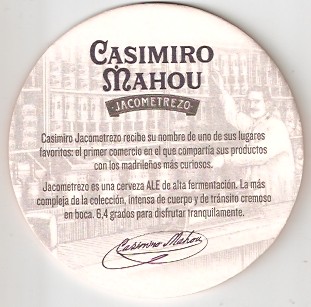 CASIMIRO
MAHOU
JACOMETREZO
Casimiro Jacometrezo recibe su nombre de uno de sus lugares
favoritos: el primer comercio en el que compartía sus productos
con los madrileños más curiosos.
Jacometrezo es una cerveza ALE de alta fermentación. La más
compleja de la colección, intensa de cuerpo y de tránsito cremoso
en boca. 6,4 grados para disfrutar tranquilamente.
Casimiro Mahou